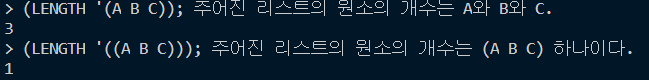 > (LENGTH '(A B C)); 주어진 리스트의 원소의 개수는 A와 B와 C.
3
> (LENGTH '((A B C))); 주어진 리스트의 원소의 개수는 (A B C) 하나이다.
1